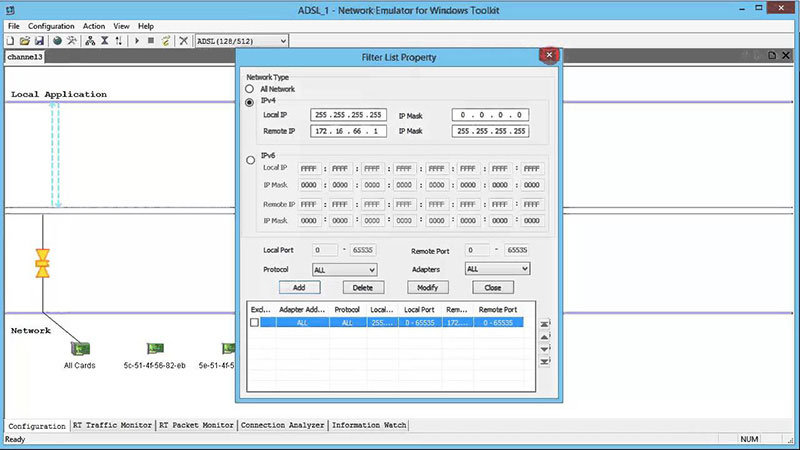 ADSL_1 - Network Emulator for Windows Toolkit
File Configuration Action View Help
ADSL(128/512)
channel3
Local Application
Network
All Cards
5c-51-4f-56-82-eb
Filter List Property
Network Type
All Network
IPv4
Local IP 255 . 255 . 255 . 255 IP Mask 0 . 0 . 0 . 0
Remote IP 172 . 16 . 66 . 1 IP Mask 255 . 255 . 255 . 255
IPv6
Local IP FFFF : FFFF : FFFF : FFFF : FFFF : FFFF : FFFF : FFFF
IP Mask 0000 : 0000 : 0000 : 0000 : 0000 : 0000 : 0000 : 0000
Remote IP FFFF : FFFF : FFFF : FFFF : FFFF : FFFF : FFFF : FFFF
IP Mask 0000 : 0000 : 0000 : 0000 : 0000 : 0000 : 0000 : 0000
Local Port 0 - 65535 Remote Port 0 - 65535
Protocol ALL Adapters ALL
Add Delete Modify Close
Excl... Adapter Add... Protocol Local... Local Port Rem... Remote Port
ALL ALL 255.... 0 - 65535 172.... 0 - 65535
Configuration RT Traffic Monitor RT Packet Monitor Connection Analyzer Information Watch
Ready NUM